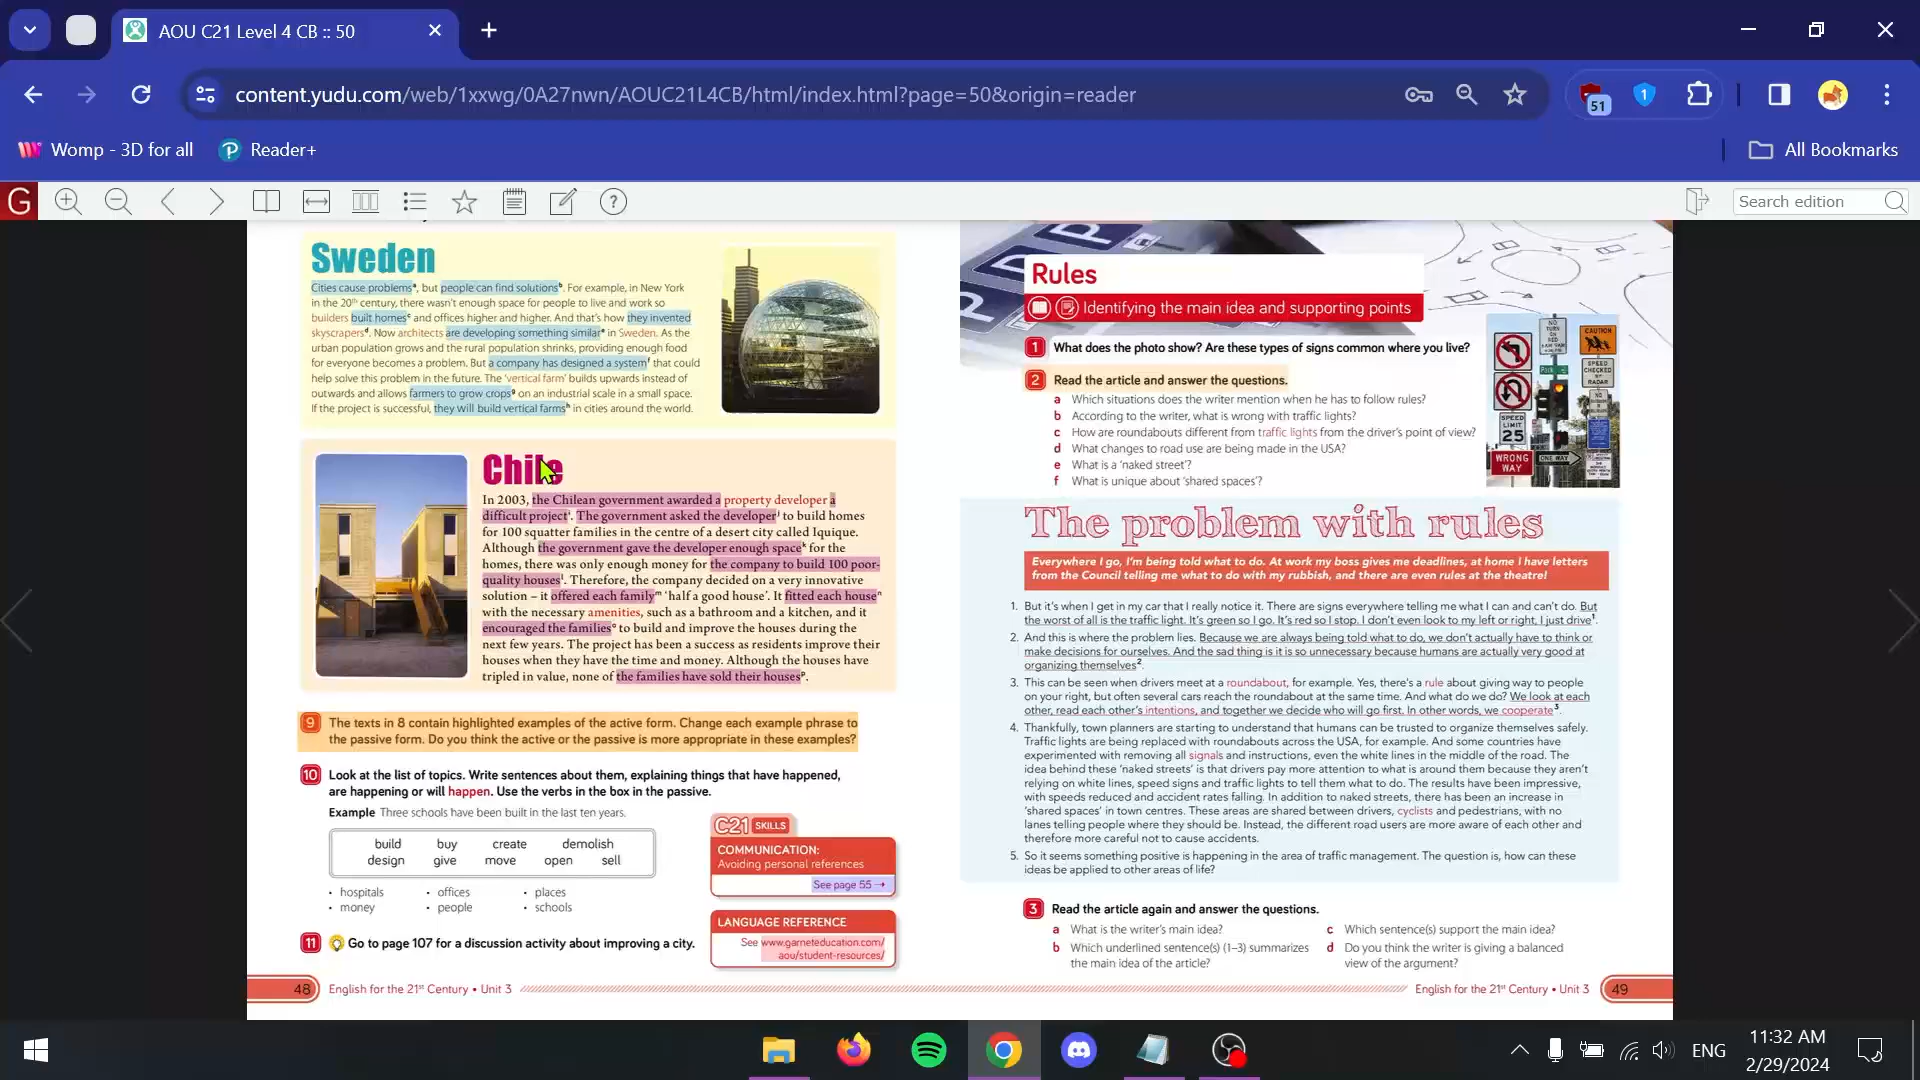 AOU C21 Level 4 CB :: 50
content.yudu.com/web/1xxwg/0A27nwn/AOUC21L4CB/html/index.html?page=50&origin=reader
51
1
Womp - 3D for all
Reader+
All Bookmarks
G
Search edition
Sweden
Cities cause problemsᵃ, but people can find solutionsᵇ. For example, in New York
in the 20th century, there wasn't enough space for people to live and work so
builders built homesᶜ and offices higher and higher. And that's how they invented
skyscrapersᵈ. Now architects are developing something similarᵉ in Sweden. As the
urban population grows and the rural population shrinks, providing enough food
for everyone becomes a problem. But a company has designed a systemᶠ that could
help solve this problem in the future. The 'vertical farm' builds upwards instead of
outwards and allows farmers to grow cropsᵍ on an industrial scale in a small space.
If the project is successful, they will build vertical farmsʰ in cities around the world.
Chile
In 2003, the Chilean government awarded a property developer a
difficult projectⁱ. The government asked the developerʲ to build homes
for 100 squatter families in the centre of a desert city called Iquique.
Although the government gave the developer enough spaceᵏ for the
homes, there was only enough money for the company to build 100 poor-
quality housesˡ. Therefore, the company decided on a very innovative
solution – it offered each familyᵐ 'half a good house'. It fitted each houseⁿ
with the necessary amenities, such as a bathroom and a kitchen, and it
encouraged the familiesᵒ to build and improve the houses during the
next few years. The project has been a success as residents improve their
houses when they have the time and money. Although the houses have
tripled in value, none of the families have sold their housesᵖ.
9 The texts in 8 contain highlighted examples of the active form. Change each example phrase to
the passive form. Do you think the active or the passive is more appropriate in these examples?
10 Look at the list of topics. Write sentences about them, explaining things that have happened,
are happening or will happen. Use the verbs in the box in the passive.
Example Three schools have been built in the last ten years.
build buy create demolish
design give move open sell
• hospitals • offices • places
• money • people • schools
C21 SKILLS
COMMUNICATION:
Avoiding personal references
See page 55 →
LANGUAGE REFERENCE
See www.garneteducation.com/
aou/student-resources/
11 Go to page 107 for a discussion activity about improving a city.
48 English for the 21st Century • Unit 3
Rules
Identifying the main idea and supporting points
1 What does the photo show? Are these types of signs common where you live?
2 Read the article and answer the questions.
a Which situations does the writer mention when he has to follow rules?
b According to the writer, what is wrong with traffic lights?
c How are roundabouts different from traffic lights from the driver's point of view?
d What changes to road use are being made in the USA?
e What is a 'naked street'?
f What is unique about 'shared spaces'?
NO
TURN
ON
RED
CAUTION
Park
SPEED
CHECKED
BY
RADAR
SPEED
LIMIT
25
WRONG
WAY
ONE WAY
The problem with rules
Everywhere I go, I'm being told what to do. At work my boss gives me deadlines, at home I have letters
from the Council telling me what to do with my rubbish, and there are even rules at the theatre!
1. But it's when I get in my car that I really notice it. There are signs everywhere telling me what I can and can't do. But
the worst of all is the traffic light. It's green so I go. It's red so I stop. I don't even look to my left or right, I just drive¹.
2. And this is where the problem lies. Because we are always being told what to do, we don't actually have to think or
make decisions for ourselves. And the sad thing is it is so unnecessary because humans are actually very good at
organizing themselves².
3. This can be seen when drivers meet at a roundabout, for example. Yes, there's a rule about giving way to people
on your right, but often several cars reach the roundabout at the same time. And what do we do? We look at each
other, read each other's intentions, and together we decide who will go first. In other words, we cooperate³.
4. Thankfully, town planners are starting to understand that humans can be trusted to organize themselves safely.
Traffic lights are being replaced with roundabouts across the USA, for example. And some countries have
experimented with removing all signals and instructions, even the white lines in the middle of the road. The
idea behind these 'naked streets' is that drivers pay more attention to what is around them because they aren't
relying on white lines, speed signs and traffic lights to tell them what to do. The results have been impressive,
with speeds reduced and accident rates falling. In addition to naked streets, there has been an increase in
'shared spaces' in town centres. These areas are shared between drivers, cyclists and pedestrians, with no
lanes telling people where they should be. Instead, the different road users are more aware of each other and
therefore more careful not to cause accidents.
5. So it seems something positive is happening in the area of traffic management. The question is, how can these
ideas be applied to other areas of life?
3 Read the article again and answer the questions.
a What is the writer's main idea?
b Which underlined sentence(s) (1–3) summarizes
the main idea of the article?
c Which sentence(s) support the main idea?
d Do you think the writer is giving a balanced
view of the argument?
English for the 21st Century • Unit 3 49
ENG
11:32 AM
2/29/2024